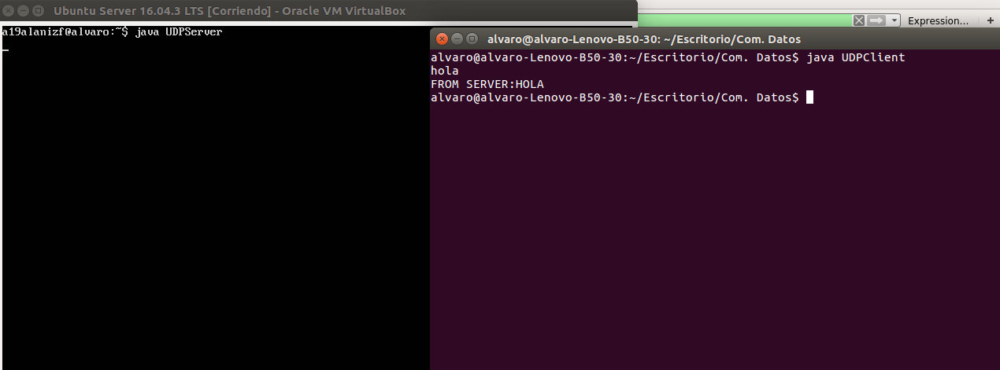 Ubuntu Server 16.04.3 LTS [Corriendo] - Oracle VM VirtualBox
a19alanizf@alvaro:~$ java UDPServer
Expression... +
alvaro@alvaro-Lenovo-B50-30: ~/Escritorio/Com. Datos
alvaro@alvaro-Lenovo-B50-30:~/Escritorio/Com. Datos$ java UDPClient
hola
FROM SERVER:HOLA
alvaro@alvaro-Lenovo-B50-30:~/Escritorio/Com. Datos$